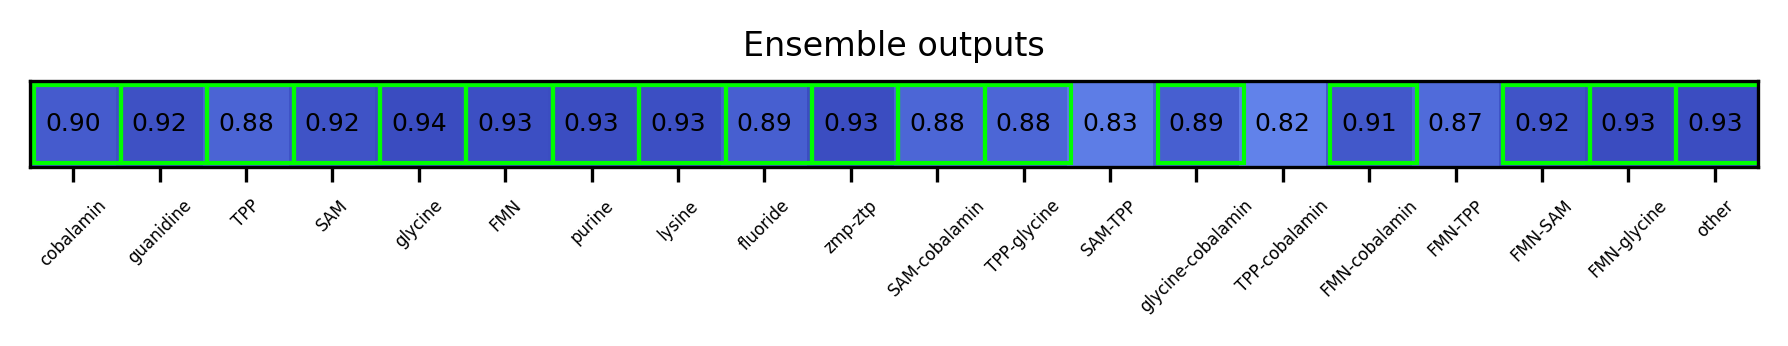 Ensemble outputs
0.90 0.92 0.88 0.92 0.94 0.93 0.93 0.93 0.89 0.93 0.88 0.88 0.83 0.89 0.82 0.91 0.87 0.92 0.93 0.93
cobalamin guanidine TPP SAM glycine FMN purine lysine fluoride zmp-ztp SAM-cobalamin TPP-glycine SAM-TPP glycine-cobalamin TPP-cobalamin FMN-cobalamin FMN-TPP FMN-SAM FMN-glycine other